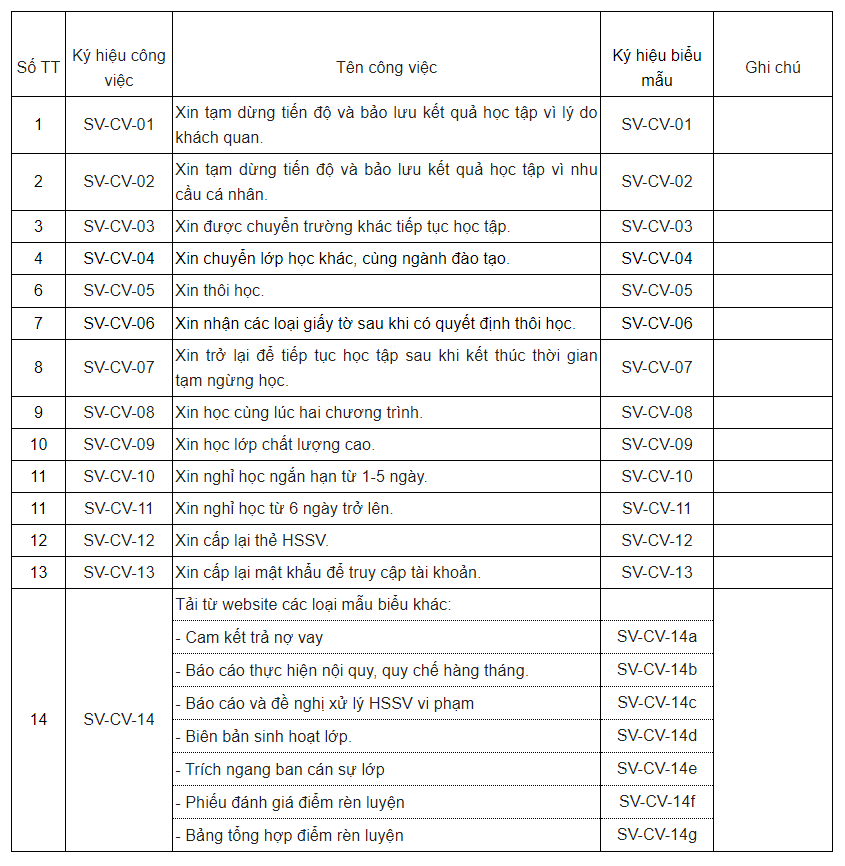 Số TT Ký hiệu công việc Tên công việc Ký hiệu biểu mẫu Ghi chú
1 SV-CV-01 Xin tạm dừng tiến độ và bảo lưu kết quả học tập vì lý do khách quan. SV-CV-01
2 SV-CV-02 Xin tạm dừng tiến độ và bảo lưu kết quả học tập vì nhu cầu cá nhân. SV-CV-02
3 SV-CV-03 Xin được chuyển trường khác tiếp tục học tập. SV-CV-03
4 SV-CV-04 Xin chuyển lớp học khác, cùng ngành đào tạo. SV-CV-04
6 SV-CV-05 Xin thôi học. SV-CV-05
7 SV-CV-06 Xin nhận các loại giấy tờ sau khi có quyết định thôi học. SV-CV-06
8 SV-CV-07 Xin trở lại để tiếp tục học tập sau khi kết thúc thời gian tạm ngừng học. SV-CV-07
9 SV-CV-08 Xin học cùng lúc hai chương trình. SV-CV-08
10 SV-CV-09 Xin học lớp chất lượng cao. SV-CV-09
11 SV-CV-10 Xin nghỉ học ngắn hạn từ 1-5 ngày. SV-CV-10
11 SV-CV-11 Xin nghỉ học từ 6 ngày trở lên. SV-CV-11
12 SV-CV-12 Xin cấp lại thẻ HSSV. SV-CV-12
13 SV-CV-13 Xin cấp lại mật khẩu để truy cập tài khoản. SV-CV-13
14 SV-CV-14 Tải từ website các loại mẫu biểu khác:
- Cam kết trả nợ vay SV-CV-14a
- Báo cáo thực hiện nội quy, quy chế hàng tháng. SV-CV-14b
- Báo cáo và đề nghị xử lý HSSV vi phạm SV-CV-14c
- Biên bản sinh hoạt lớp. SV-CV-14d
- Trích ngang ban cán sự lớp SV-CV-14e
- Phiếu đánh giá điểm rèn luyện SV-CV-14f
- Bảng tổng hợp điểm rèn luyện SV-CV-14g